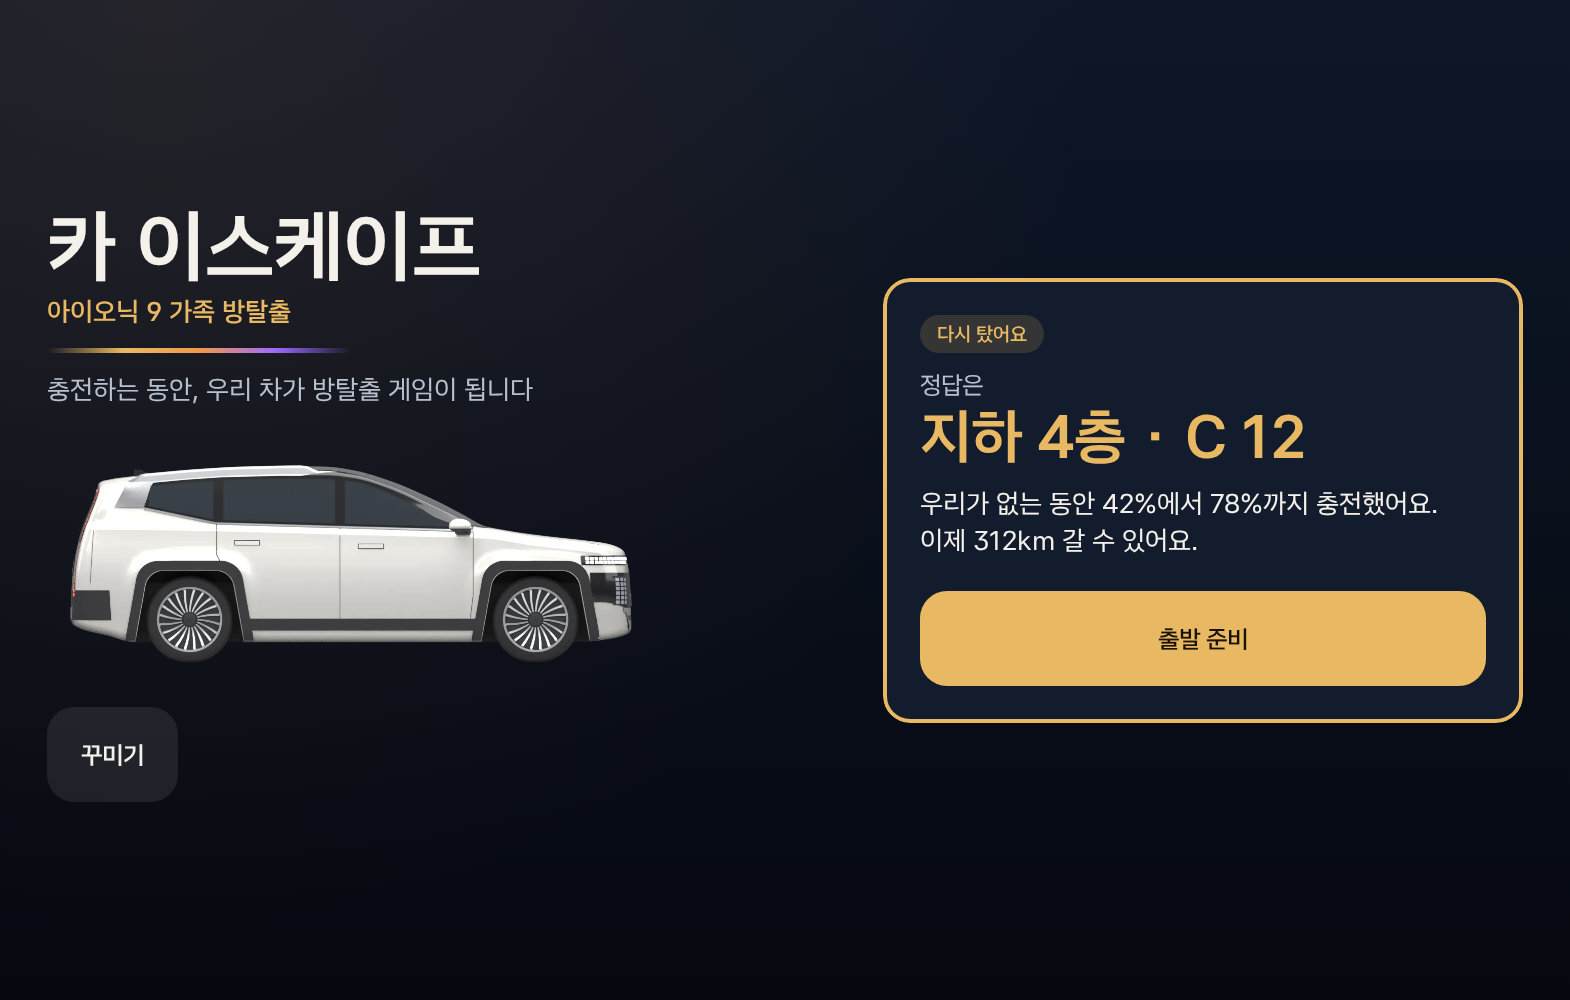 카 이스케이프
아이오닉 9 가족 방탈출
충전하는 동안, 우리 차가 방탈출 게임이 됩니다
꾸미기
다시 탔어요
정답은
지하 4층 · C 12
우리가 없는 동안 42%에서 78%까지 충전했어요.
이제 312km 갈 수 있어요.
출발 준비